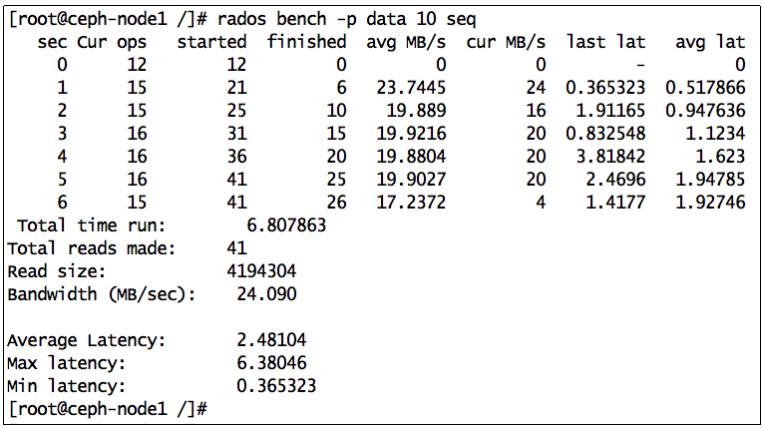 [root@ceph-node1 /]# rados bench -p data 10 seq
sec Cur ops started finished avg MB/s cur MB/s last lat avg lat
0 12 12 0 0 0 - 0
1 15 21 6 23.7445 24 0.365323 0.517866
2 15 25 10 19.889 16 1.91165 0.947636
3 16 31 15 19.9216 20 0.832548 1.1234
4 16 36 20 19.8804 20 3.81842 1.623
5 16 41 25 19.9027 20 2.4696 1.94785
6 15 41 26 17.2372 4 1.4177 1.92746
Total time run: 6.807863
Total reads made: 41
Read size: 4194304
Bandwidth (MB/sec): 24.090
Average Latency: 2.48104
Max latency: 6.38046
Min latency: 0.365323
[root@ceph-node1 /]#